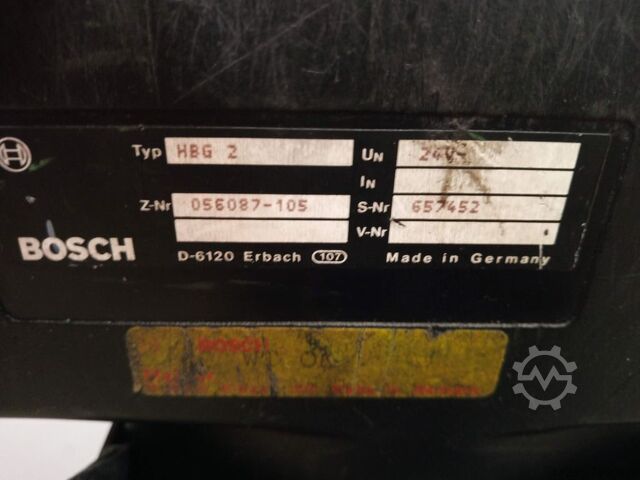 Typ HBG 2 UN 24V
IN
Z-Nr 056087-105 S-Nr 657452
V-Nr
BOSCH
D-6120 Erbach 107 Made in Germany
BOSCH